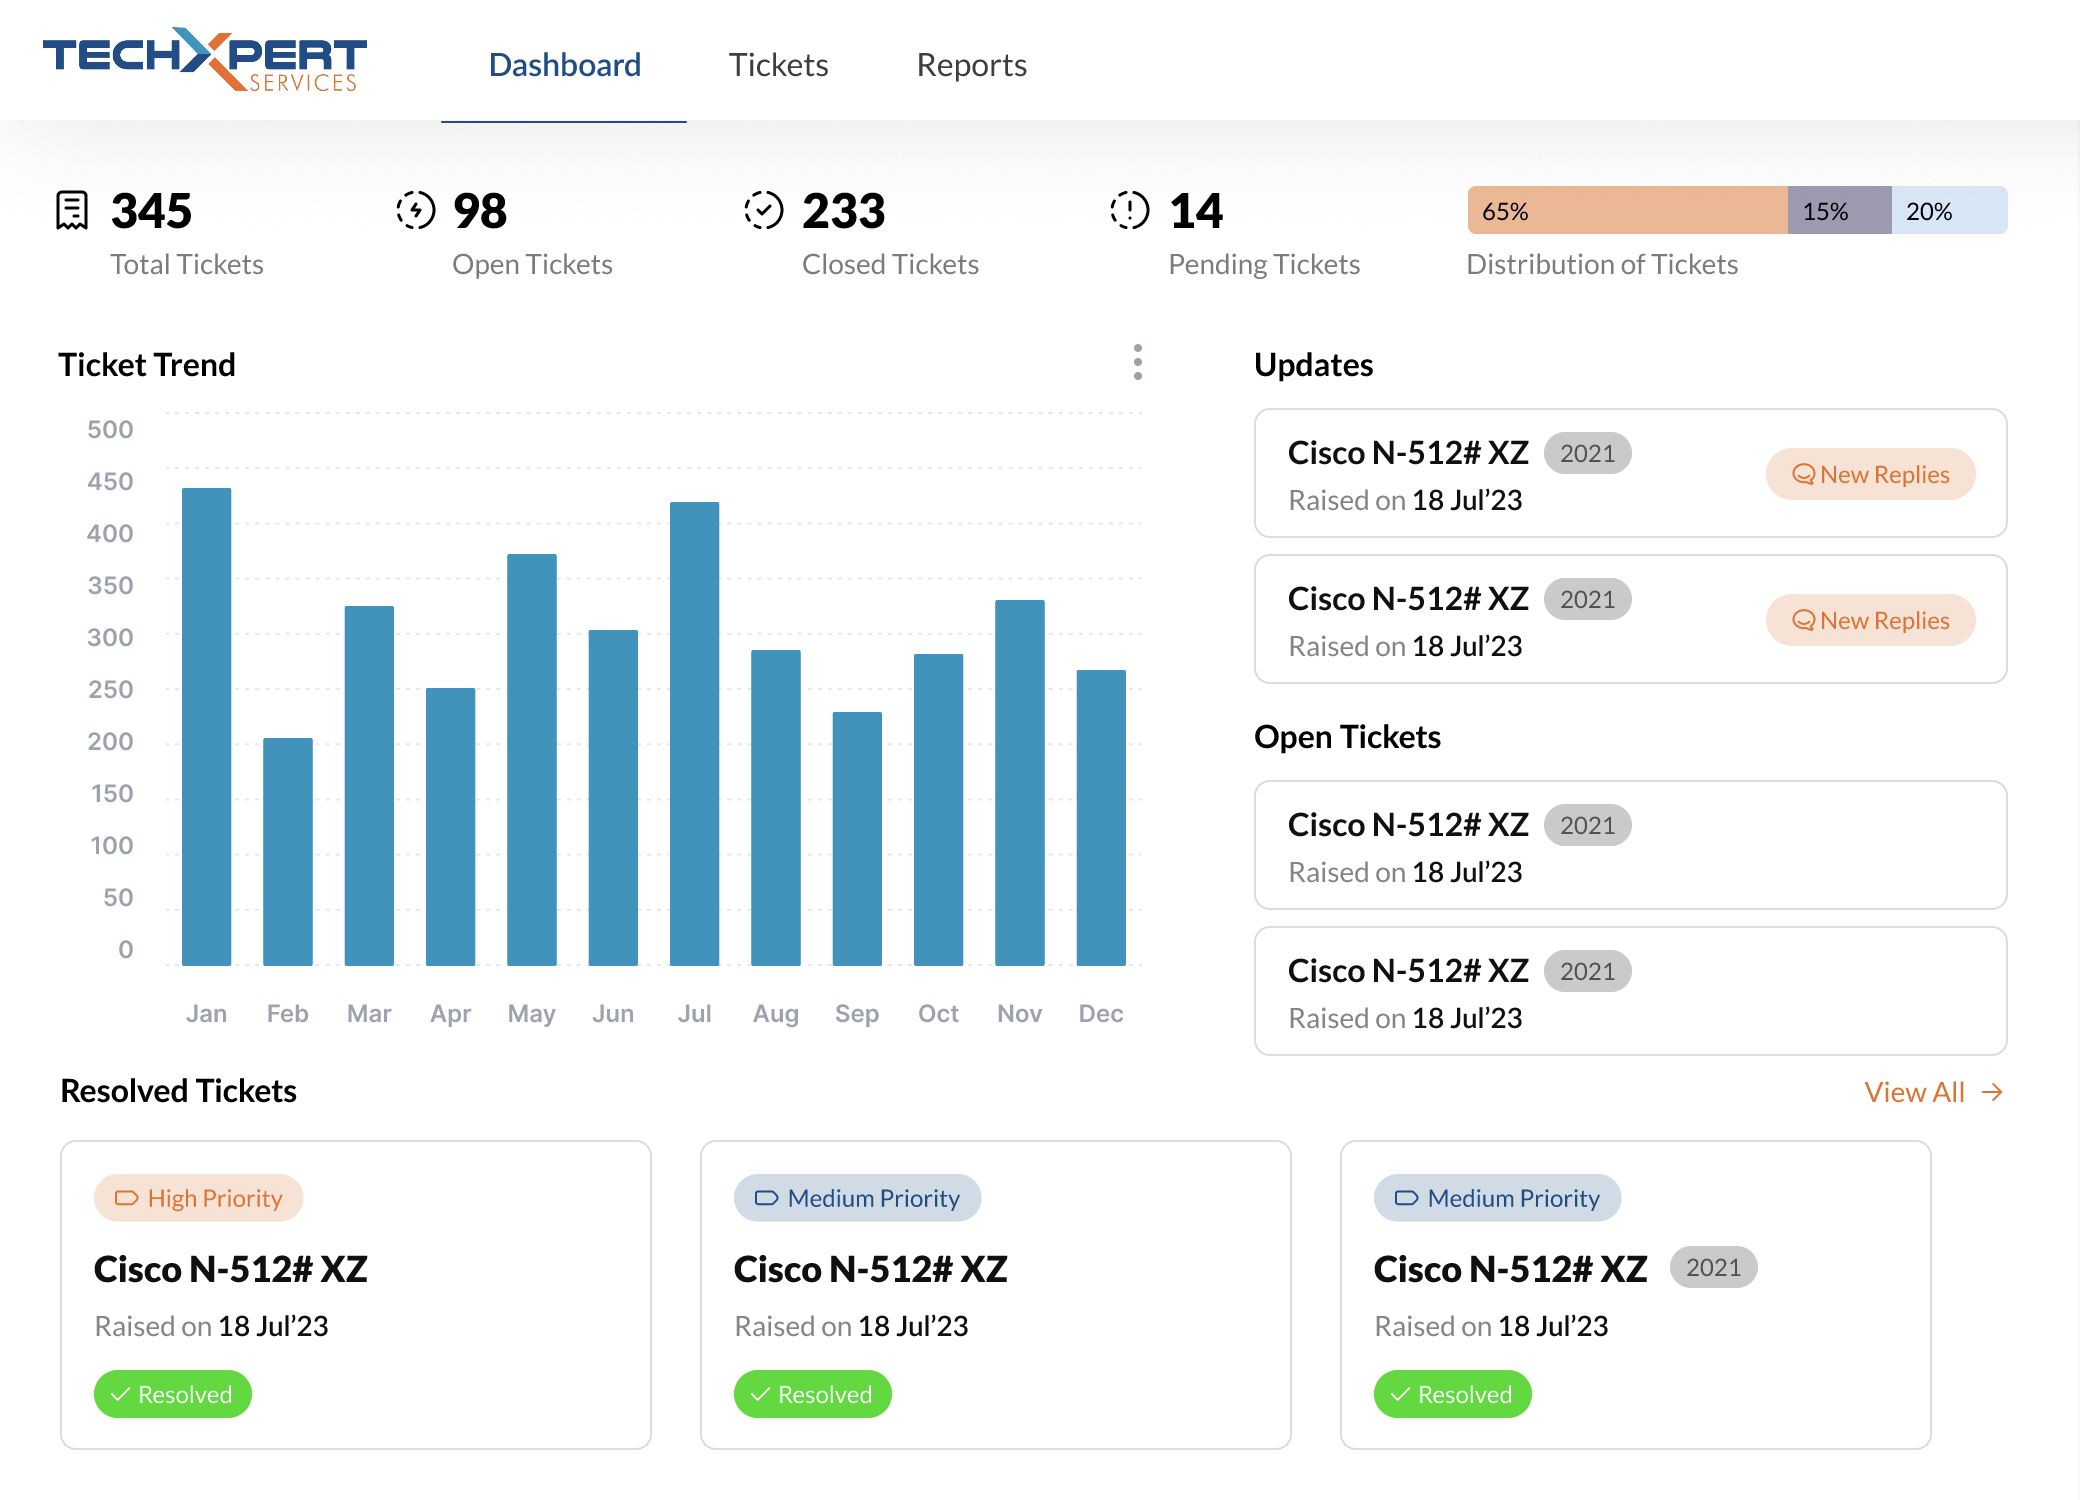 TECHXPERT
SERVICES
Dashboard
Tickets
Reports
345
Total Tickets
98
Open Tickets
233
Closed Tickets
14
Pending Tickets
65%
15%
20%
Distribution of Tickets
Ticket Trend
500
450
400
350
300
250
200
150
100
50
0
Jan
Feb
Mar
Apr
May
Jun
Jul
Aug
Sep
Oct
Nov
Dec
Updates
Cisco N-512# XZ 2021
Raised on 18 Jul’23
New Replies
Cisco N-512# XZ 2021
Raised on 18 Jul’23
New Replies
Open Tickets
Cisco N-512# XZ 2021
Raised on 18 Jul’23
Cisco N-512# XZ 2021
Raised on 18 Jul’23
Resolved Tickets
View All
High Priority
Cisco N-512# XZ
Raised on 18 Jul’23
Resolved
Medium Priority
Cisco N-512# XZ
Raised on 18 Jul’23
Resolved
Medium Priority
Cisco N-512# XZ 2021
Raised on 18 Jul’23
Resolved